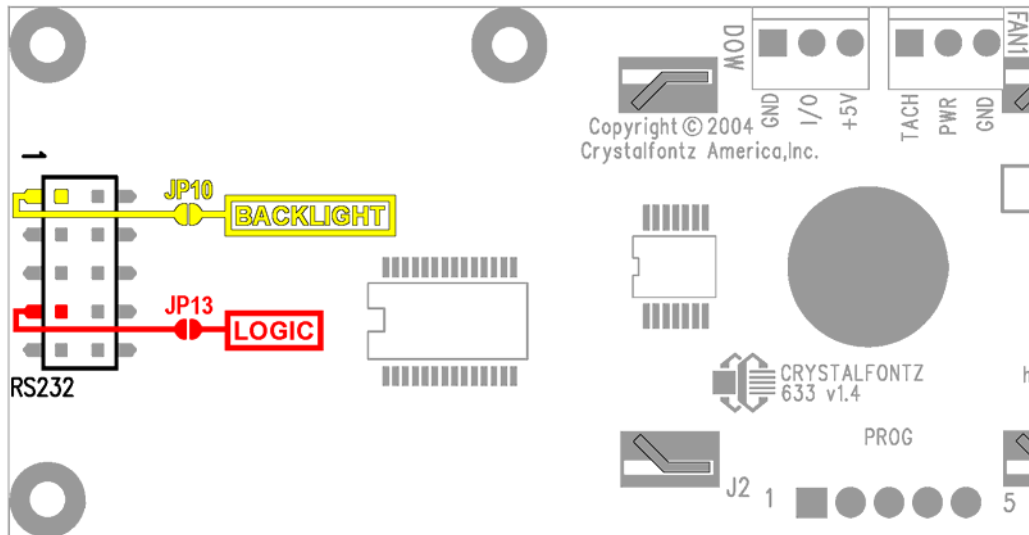 DOW
GND
I/O
+5V
FAN1
TACH
PWR
GND
Copyright © 2004
Crystalfontz America,Inc.
1
JP10
BACKLIGHT
JP13
LOGIC
RS232
CRYSTALFONTZ
633 v1.4
h
PROG
J2
1
5